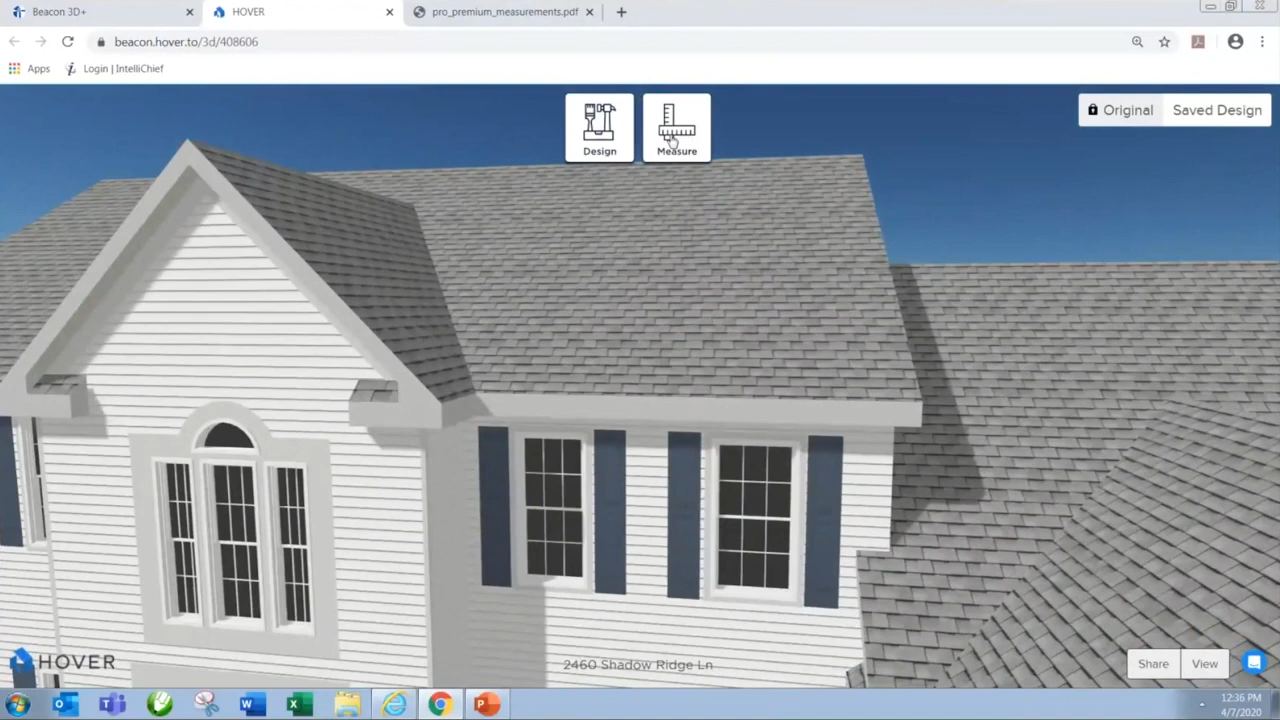 Beacon 3D+
HOVER
pro_premium_measurements.pdf
beacon.hover.to/3d/408606
Apps
Login | IntelliChief
Design
Measure
Original
Saved Design
HOVER
2460 Shadow Ridge Ln
Share
View
12:36 PM
4/7/2020